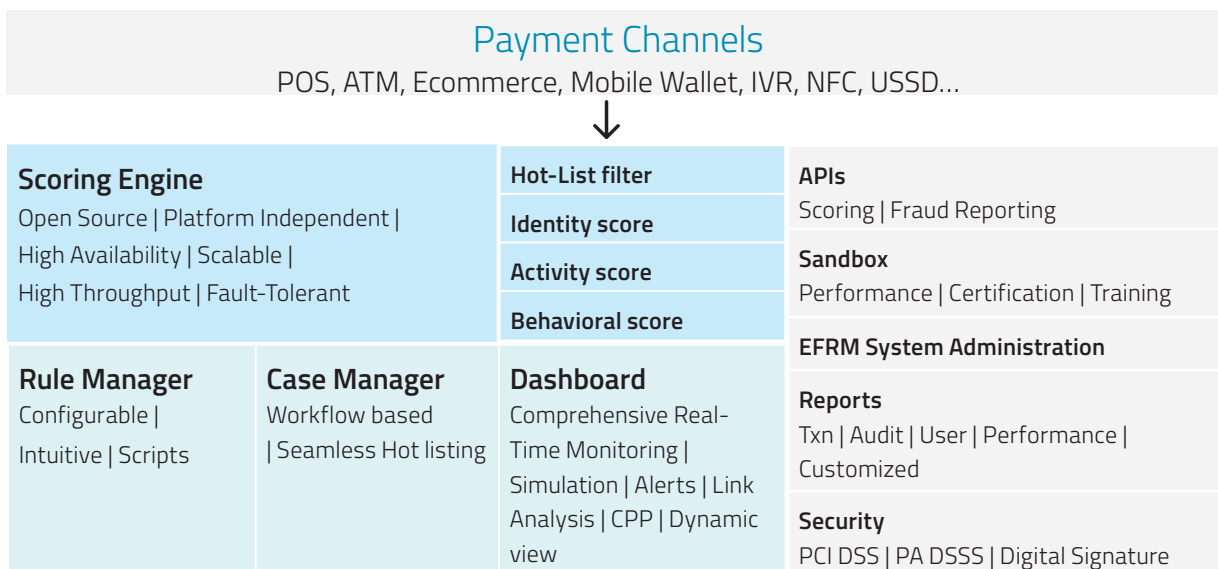 Payment Channels
POS, ATM, Ecommerce, Mobile Wallet, IVR, NFC, USSD...
Scoring Engine
Open Source | Platform Independent |
High Availability | Scalable |
High Throughput | Fault-Tolerant
Hot-List filter
Identity score
Activity score
Behavioral score
Rule Manager
Configurable |
Intuitive | Scripts
Case Manager
Workflow based
| Seamless Hot listing
Dashboard
Comprehensive Real-
Time Monitoring |
Simulation | Alerts | Link
Analysis | CPP | Dynamic
view
APIs
Scoring | Fraud Reporting
Sandbox
Performance | Certification | Training
EFRM System Administration
Reports
Txn | Audit | User | Performance |
Customized
Security
PCI DSS | PA DSSS | Digital Signature